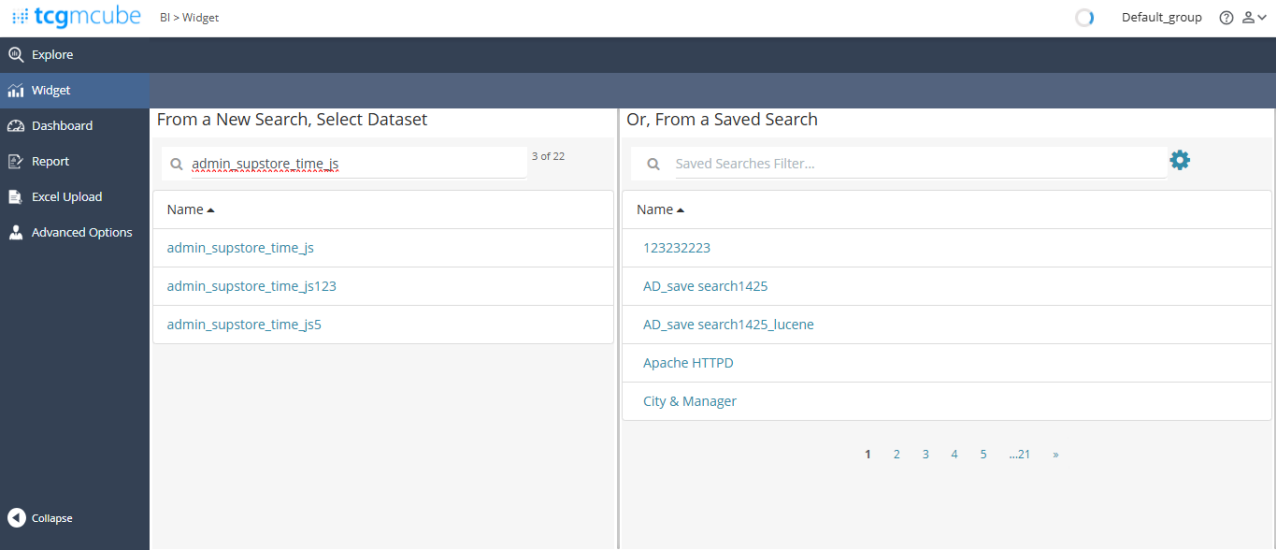 tcgmcube
BI > Widget
Default_group
Explore
Widget
Dashboard
Report
Excel Upload
Advanced Options
Collapse
From a New Search, Select Dataset
admin_supstore_time_js
3 of 22
Name
admin_supstore_time_js
admin_supstore_time_js123
admin_supstore_time_js5
Or, From a Saved Search
Saved Searches Filter...
Name
123232223
AD_save search1425
AD_save search1425_lucene
Apache HTTPD
City & Manager
1 2 3 4 5 ...21 »